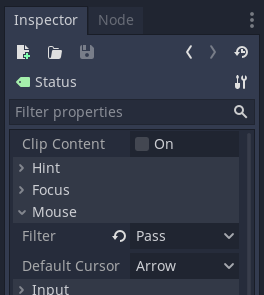 Inspector
Node
Status
Filter properties
Clip Content On
Hint
Focus
Mouse
Filter Pass
Default Cursor Arrow
Input